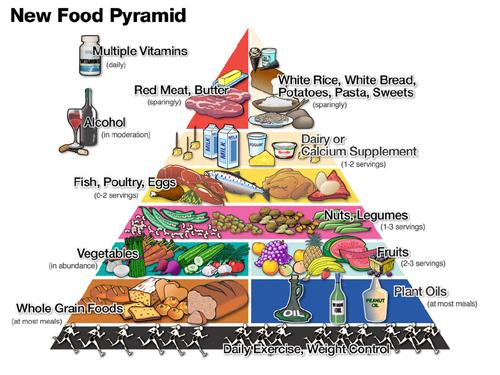 New Food Pyramid
Multiple Vitamins
(daily)
Red Meat, Butter
(sparingly)
White Rice, White Bread,
Potatoes, Pasta, Sweets
(sparingly)
Alcohol
(in moderation)
MILK
MILK
YOGURT
Dairy or
Calcium Supplement
(1-2 servings)
Fish, Poultry, Eggs
(0-2 servings)
Nuts, Legumes
(1-3 servings)
Vegetables
(in abundance)
Fruits
(2-3 servings)
Whole Grain Foods
(at most meals)
OIL
PEANUT
OIL
Plant Oils
(at most meals)
Daily Exercise, Weight Control